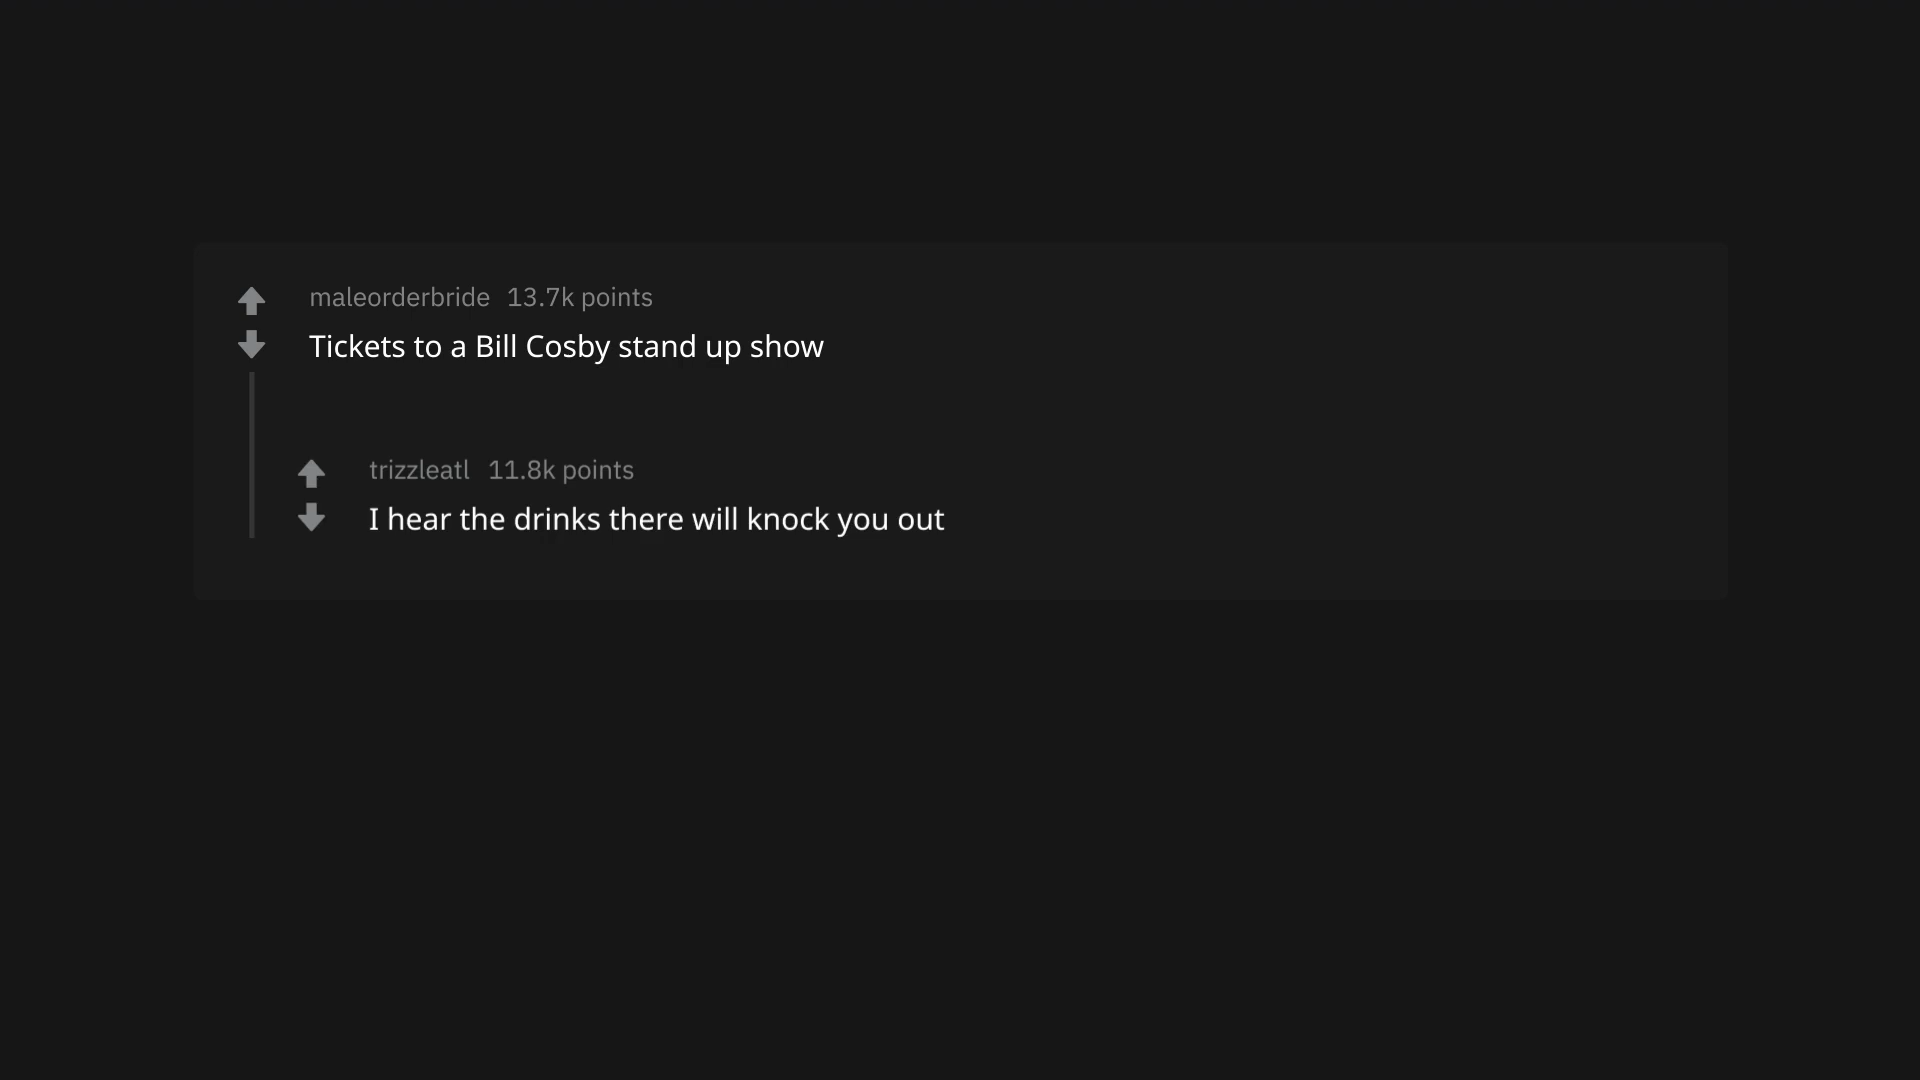 maleorderbride 13.7k points
Tickets to a Bill Cosby stand up show
trizzleatl 11.8k points
I hear the drinks there will knock you out